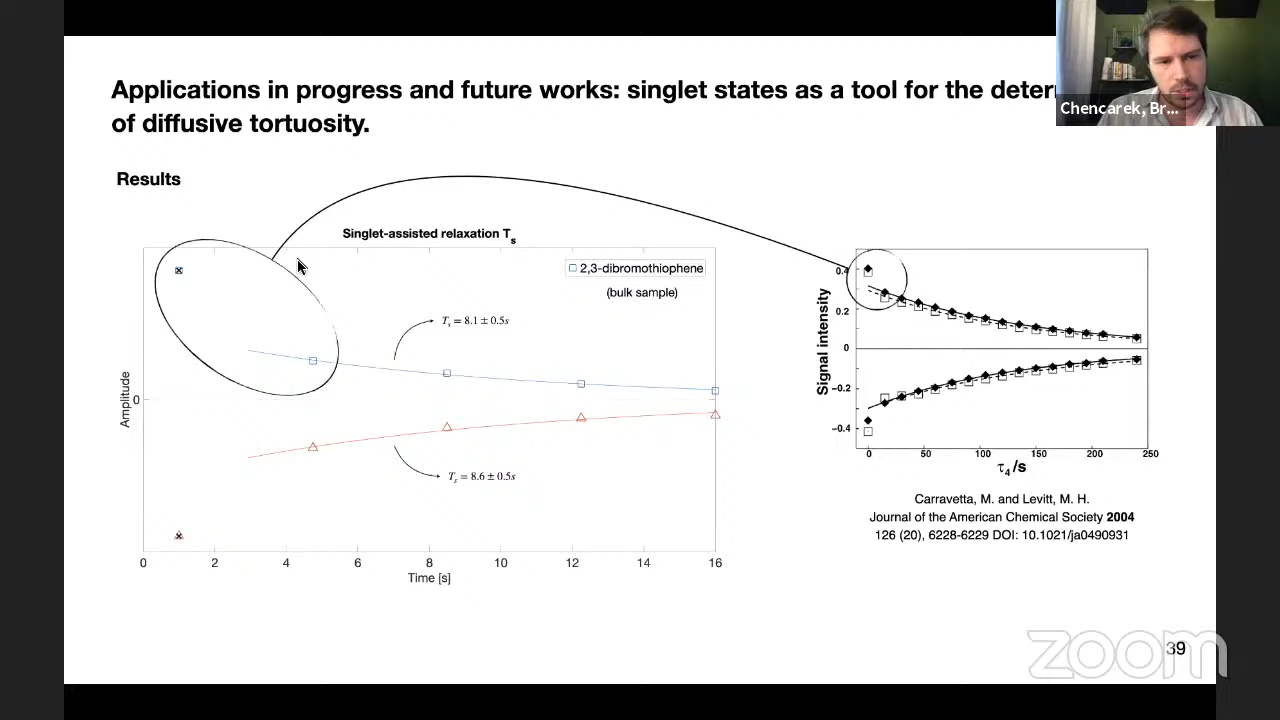 Applications in progress and future works: singlet states as a tool for the deter
of diffusive tortuosity.
Chencarek, Br...
Results
Singlet-assisted relaxation Ts
2,3-dibromothiophene
(bulk sample)
Ts = 8.1 ± 0.5s
Ts = 8.6 ± 0.5s
Amplitude
0
0 2 4 6 8 10 12 14 16
Time [s]
Signal intensity
0.4
0.2
0
−0.2
−0.4
0 50 100 150 200 250
τ4/s
Carravetta, M. and Levitt, M. H.
Journal of the American Chemical Society 2004
126 (20), 6228-6229 DOI: 10.1021/ja0490931
39
zoom